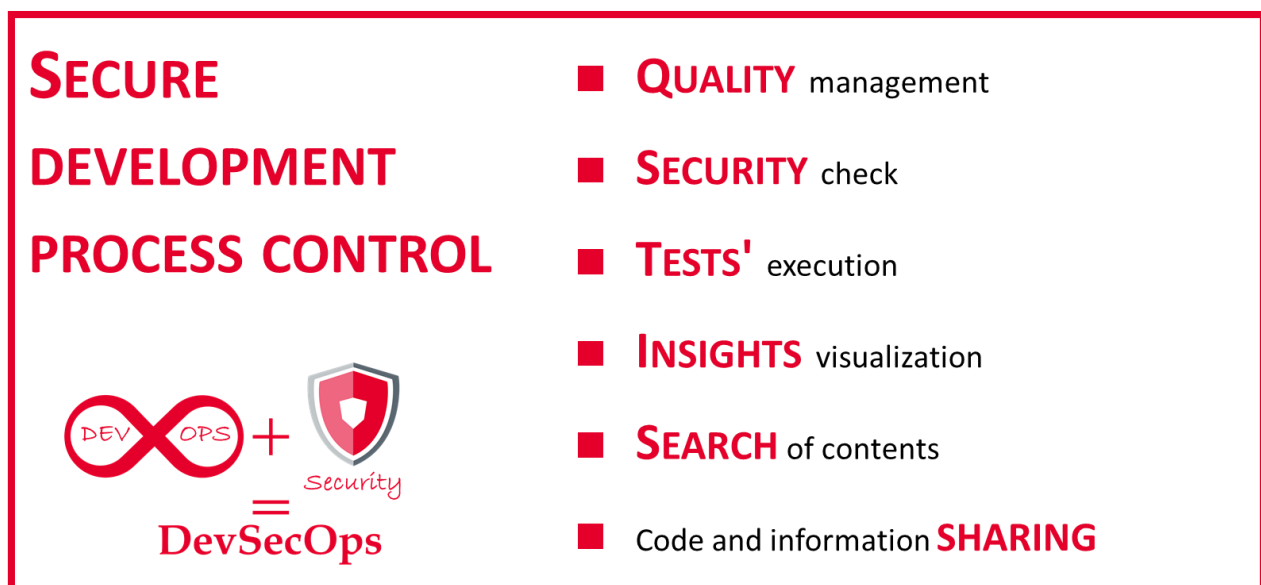 SECURE
DEVELOPMENT
PROCESS CONTROL
DEV OPS +
Security
=
DevSecOps
QUALITY management
SECURITY check
TESTS' execution
INSIGHTS visualization
SEARCH of contents
Code and information SHARING